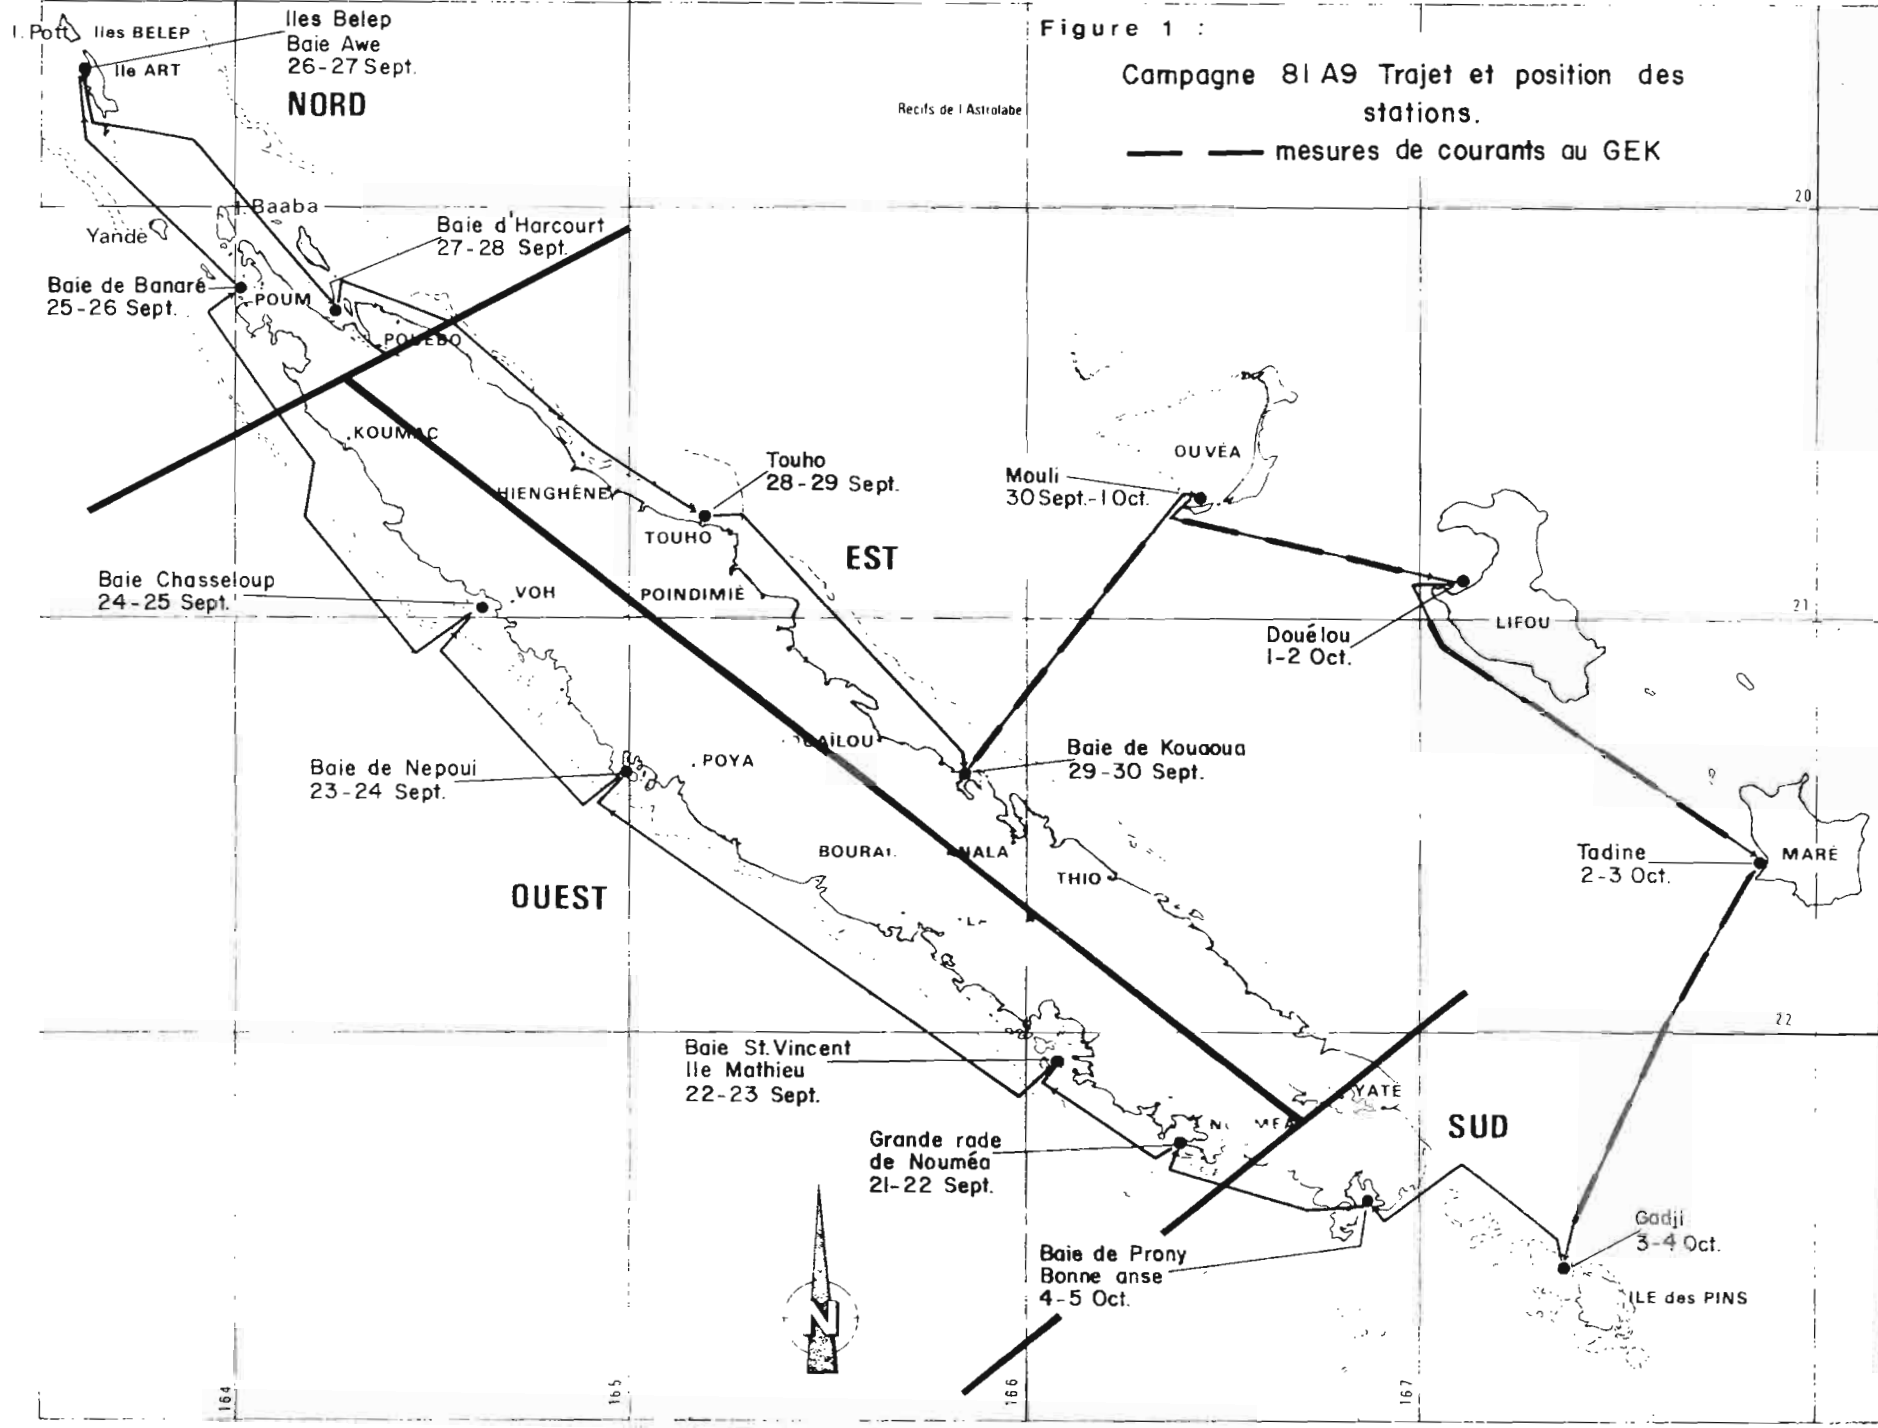 Figure 1 :
Campagne 81A9 Trajet et position des
stations.
mesures de courants au GEK
I. Pott
Iles BELEP
Ile ART
Iles Belep
Baie Awe
26-27 Sept.
NORD
Recifs de l'Astrolabe
20
I. Baaba
Yandé
Baie d'Harcourt
27-28 Sept.
Baie de Banaré
25-26 Sept.
POUM
POUEBO
KOUMAC
HIENGHÈNE
Touho
28-29 Sept.
TOUHO
EST
OUVÉA
Mouli
30 Sept.-1 Oct.
Baie Chasseloup
24-25 Sept.
VOH
POINDIMIÉ
21
LIFOU
Douélou
1-2 Oct.
Baie de Nepoui
23-24 Sept.
POYA
Baie de Kouaoua
29-30 Sept.
BOURAI
NALA
THIO
Tadine
2-3 Oct.
MARÉ
OUEST
22
Baie St. Vincent
Ile Mathieu
22-23 Sept.
YATÉ
SUD
Grande rade
de Nouméa
21-22 Sept.
Baie de Prony
Bonne anse
4-5 Oct.
Gadji
3-4 Oct.
ILE des PINS
N
164
165
166
167